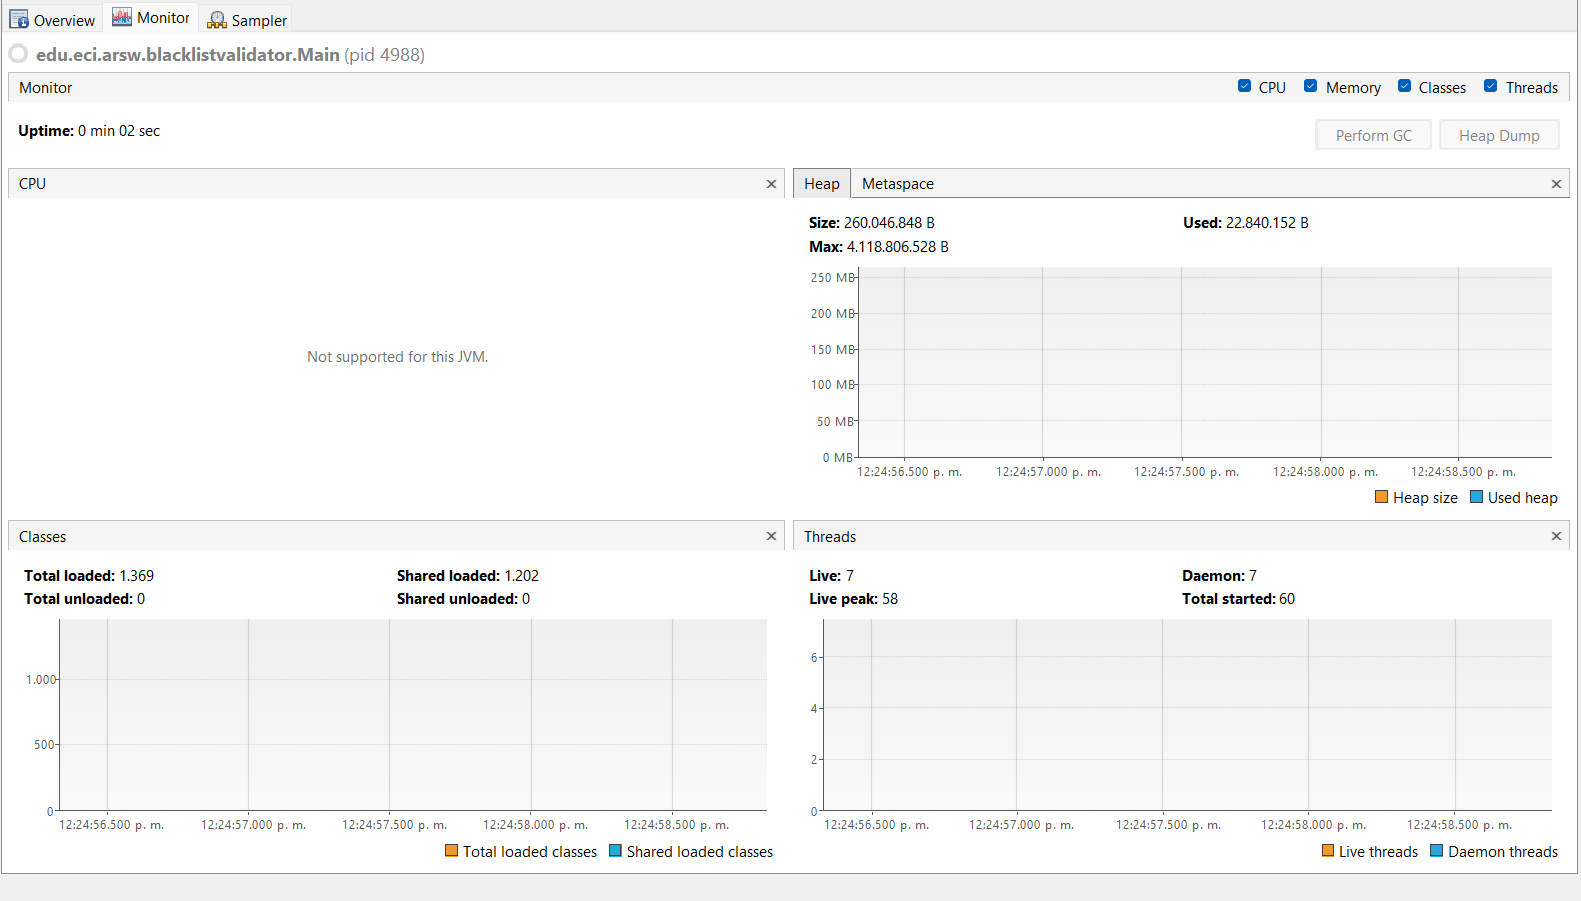 Overview Monitor Sampler
edu.eci.arsw.blacklistvalidator.Main (pid 4988)
Monitor CPU Memory Classes Threads
Uptime: 0 min 02 sec
Perform GC Heap Dump
CPU
Not supported for this JVM.
Heap Metaspace
Size: 260.046.848 B Used: 22.840.152 B
Max: 4.118.806.528 B
250 MB
200 MB
150 MB
100 MB
50 MB
0 MB
12:24:56.500 p. m. 12:24:57.000 p. m. 12:24:57.500 p. m. 12:24:58.000 p. m. 12:24:58.500 p. m.
Heap size Used heap
Classes
Total loaded: 1.369 Shared loaded: 1.202
Total unloaded: 0 Shared unloaded: 0
1.000
500
0
12:24:56.500 p. m. 12:24:57.000 p. m. 12:24:57.500 p. m. 12:24:58.000 p. m. 12:24:58.500 p. m.
Total loaded classes Shared loaded classes
Threads
Live: 7 Daemon: 7
Live peak: 58 Total started: 60
6
4
2
0
12:24:56.500 p. m. 12:24:57.000 p. m. 12:24:57.500 p. m. 12:24:58.000 p. m. 12:24:58.500 p. m.
Live threads Daemon threads